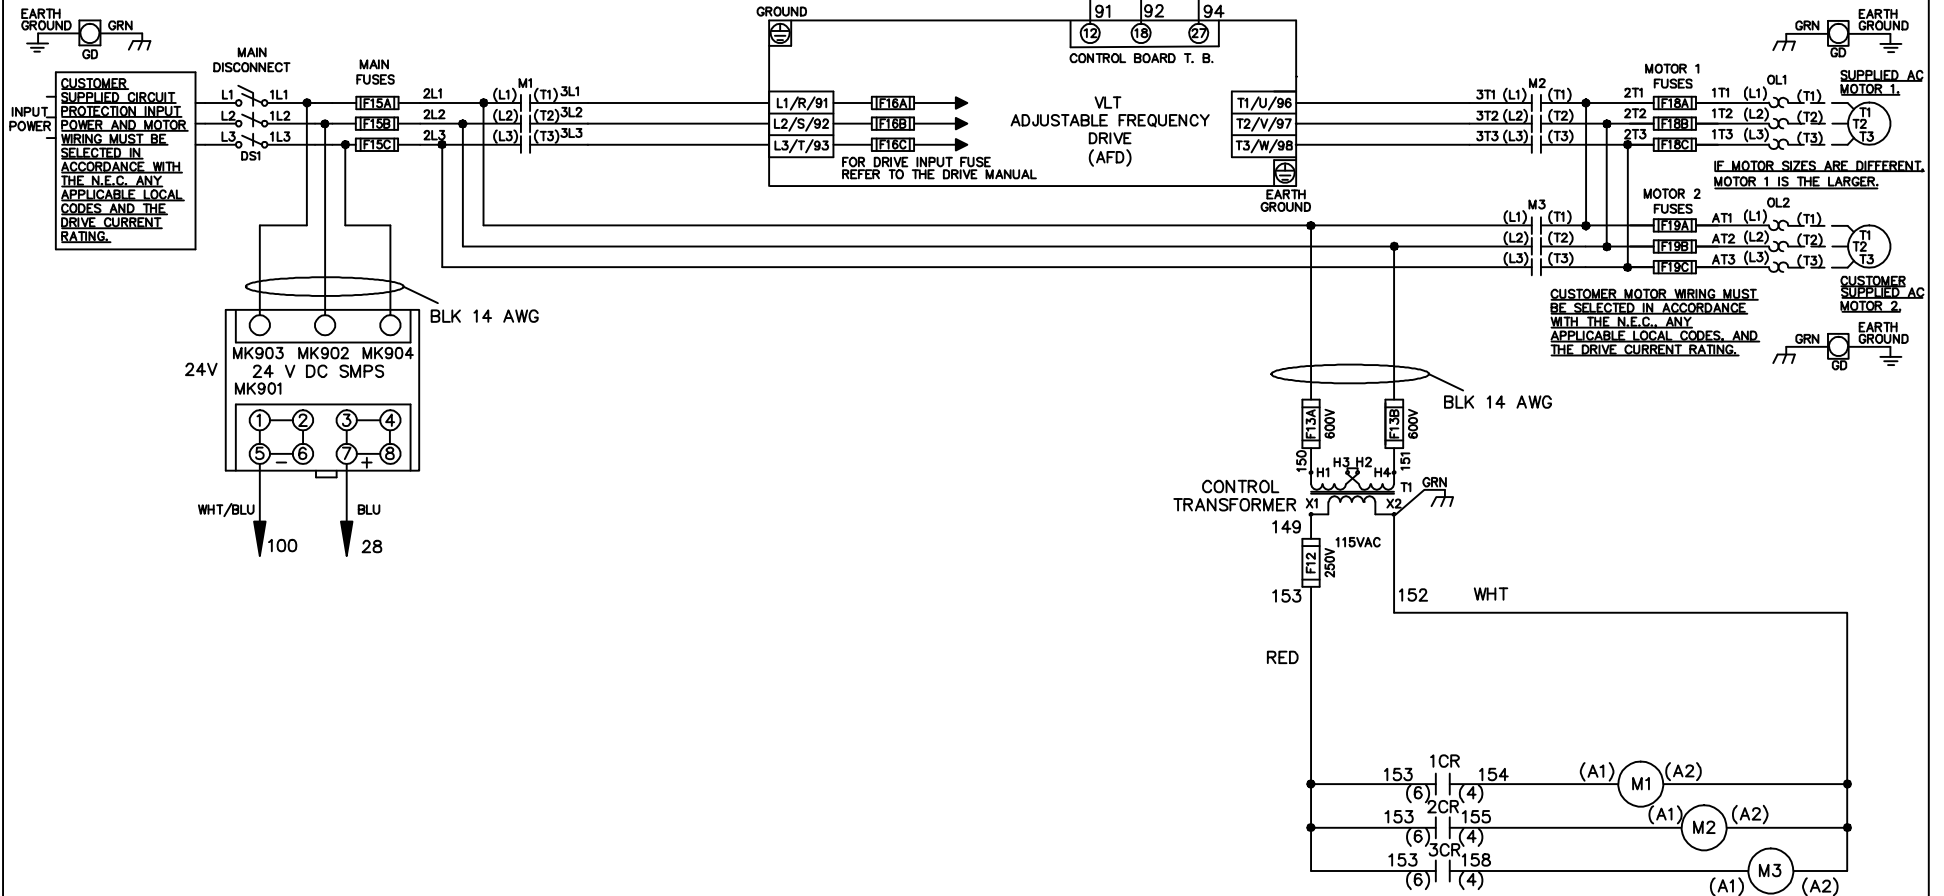 EARTH
GROUND
GRN
GD
CUSTOMER
SUPPLIED CIRCUIT
PROTECTION INPUT
POWER AND MOTOR
WIRING MUST BE
SELECTED IN
ACCORDANCE WITH
THE N.E.C. ANY
APPLICABLE LOCAL
CODES AND THE
DRIVE CURRENT
RATING.
INPUT
POWER
MAIN
DISCONNECT
L1 1L1
L2 1L2
L3 1L3
DS1
MAIN
FUSES
F15A
F15B
F15C
2L1
2L2
2L3
M1
(L1) (T1) 3L1
(L2) (T2) 3L2
(L3) (T3) 3L3
GROUND
L1/R/91
L2/S/92
L3/T/93
F16A
F16B
F16C
FOR DRIVE INPUT FUSE
REFER TO THE DRIVE MANUAL
91 92 94
12 18 27
CONTROL BOARD T. B.
VLT
ADJUSTABLE FREQUENCY
DRIVE
(AFD)
T1/U/96
T2/V/97
T3/W/98
EARTH
GROUND
M2
3T1 (L1) (T1)
3T2 (L2) (T2)
3T3 (L3) (T3)
MOTOR 1
FUSES
2T1 F18A 1T1 (L1)
2T2 F18B 1T2 (L2)
2T3 F18C 1T3 (L3)
OL1
(T1)
(T2)
(T3)
GRN
GD
EARTH
GROUND
SUPPLIED AC
MOTOR 1.
T1
T2
T3
IF MOTOR SIZES ARE DIFFERENT,
MOTOR 1 IS THE LARGER.
M3
(L1) (T1)
(L2) (T2)
(L3) (T3)
MOTOR 2
FUSES
F19A AT1 (L1)
F19B AT2 (L2)
F19C AT3 (L3)
OL2
(T1)
(T2)
(T3)
T1
T2
T3
CUSTOMER
SUPPLIED AC
MOTOR 2.
CUSTOMER MOTOR WIRING MUST
BE SELECTED IN ACCORDANCE
WITH THE N.E.C., ANY
APPLICABLE LOCAL CODES, AND
THE DRIVE CURRENT RATING.
GRN
GD
EARTH
GROUND
BLK 14 AWG
MK903 MK902 MK904
24V
24 V DC SMPS
MK901
1 2 3 4
5 - 6 7 + 8
WHT/BLU
BLU
100
28
BLK 14 AWG
F13A
600V
F13B
600V
150
151
H1 H3 H2 H4
T1
GRN
CONTROL
TRANSFORMER
X1 X2
149
115VAC
F12
250V
153
152
WHT
RED
1CR
153 154
(6) (4)
(A1) M1 (A2)
2CR
153 155
(6) (4)
(A1) M2 (A2)
3CR
153 158
(6) (4)
(A1) M3 (A2)